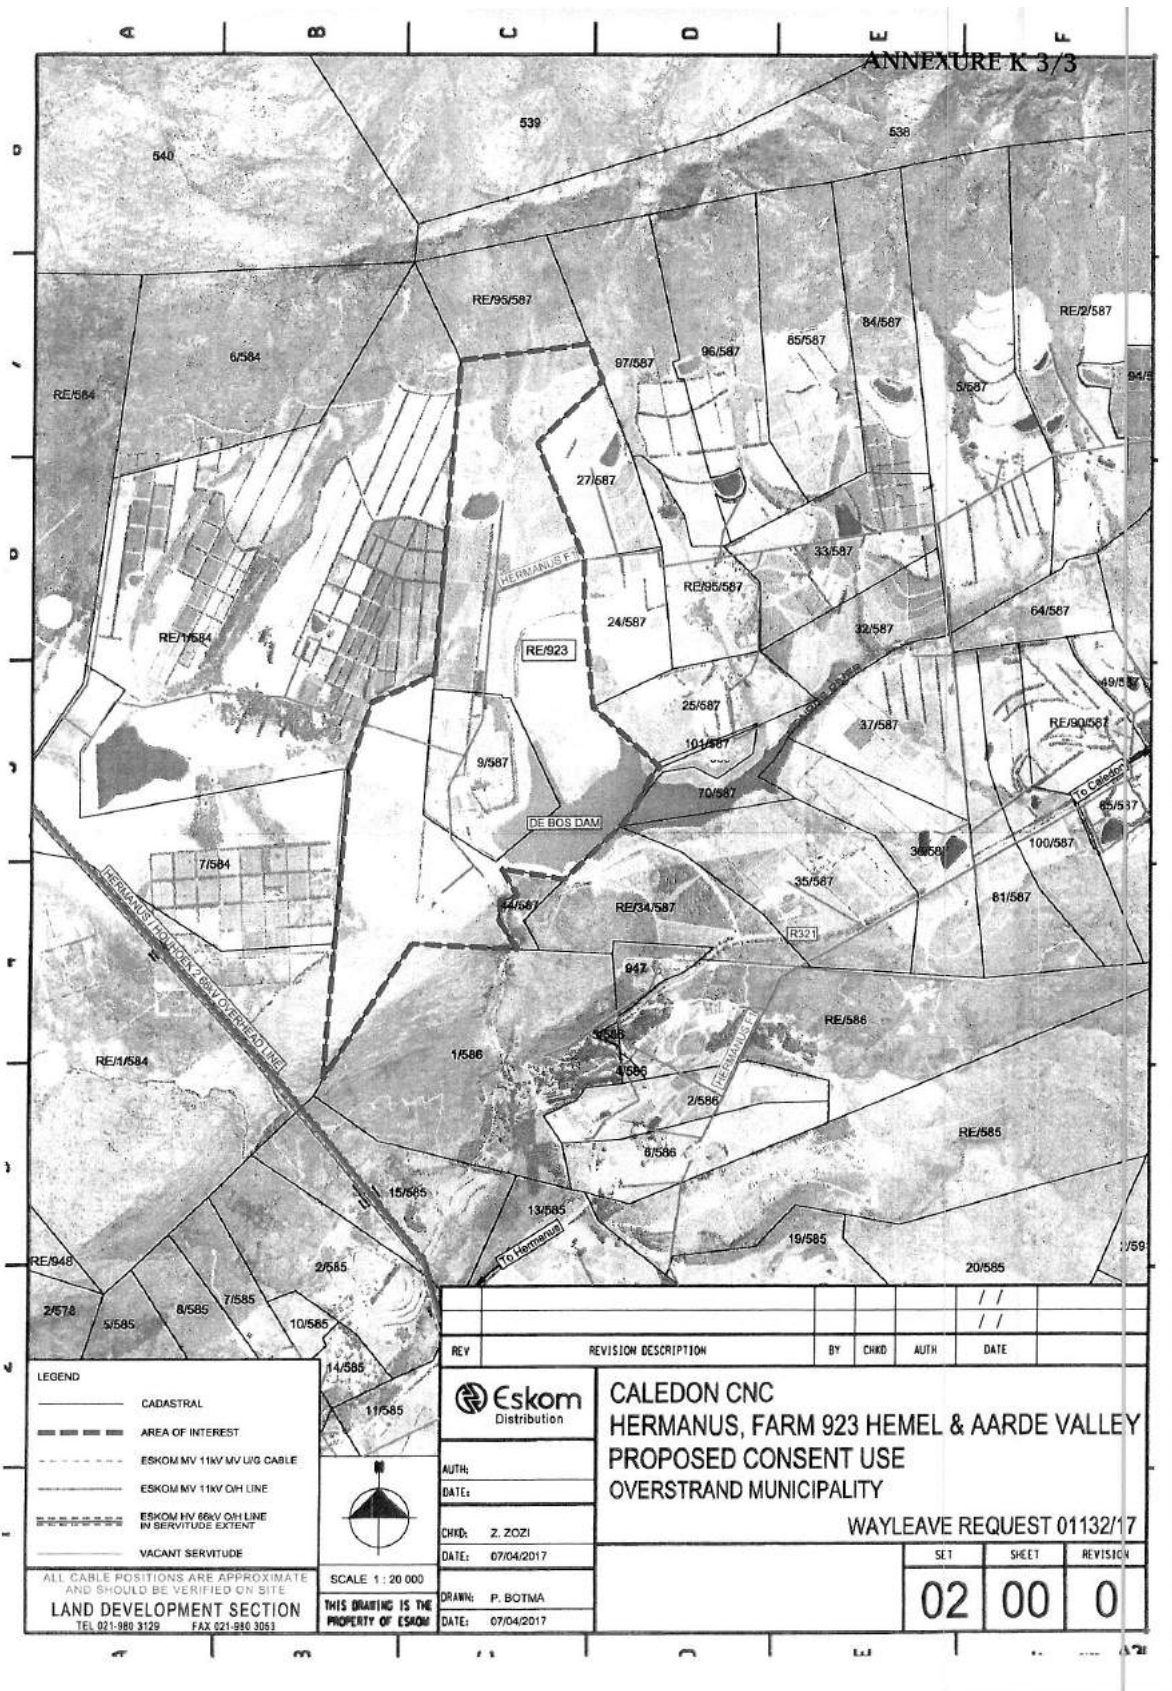 A B C D E F
ANNEXURE K 3/3
539
538
540
RE/95/587
RE/2/587
84/587
85/587
6/584
96/587
97/587
RE/584
5/587
27/587
HERMANUS F.1
33/587
RE/95/587
64/587
24/587
32/587
RE/1/584
RE/923
49/587
25/587
37/587
RE/90/587
101/587
9/587
To Caledon
70/587
65/587
DE BOS DAM
100/587
7/584
HERMANUS / HOUHOEK 2 66kV OVERHEAD LINE
35/587
81/587
44/587
RE/34/587
R321
947
RE/586
1/586
RE/1/584
4/586
HERMANUS F.1
2/586
RE/585
6/586
15/585
13/585
To Hermanus
19/585
RE/948
2/585
20/585
2/578
5/585
8/585
7/585
10/585
14/585
11/585
/ /
/ /
REV REVISION DESCRIPTION BY CHKD AUTH DATE
LEGEND
CADASTRAL
AREA OF INTEREST
ESKOM MV 11kV MV U/G CABLE
ESKOM MV 11kV O/H LINE
ESKOM HV 66kV O/H LINE
IN SERVITUDE EXTENT
VACANT SERVITUDE
ALL CABLE POSITIONS ARE APPROXIMATE
AND SHOULD BE VERIFIED ON SITE
LAND DEVELOPMENT SECTION
TEL 021-980 3129 FAX 021-980 3053
N
SCALE 1 : 20 000
THIS DRAWING IS THE
PROPERTY OF ESKOM
Eskom
Distribution
AUTH:
DATE:
CHKD: Z. ZOZI
DATE: 07/04/2017
DRAWN: P. BOTMA
DATE: 07/04/2017
CALEDON CNC
HERMANUS, FARM 923 HEMEL & AARDE VALLEY
PROPOSED CONSENT USE
OVERSTRAND MUNICIPALITY
WAYLEAVE REQUEST 01132/17
SET SHEET REVISION
02 00 0